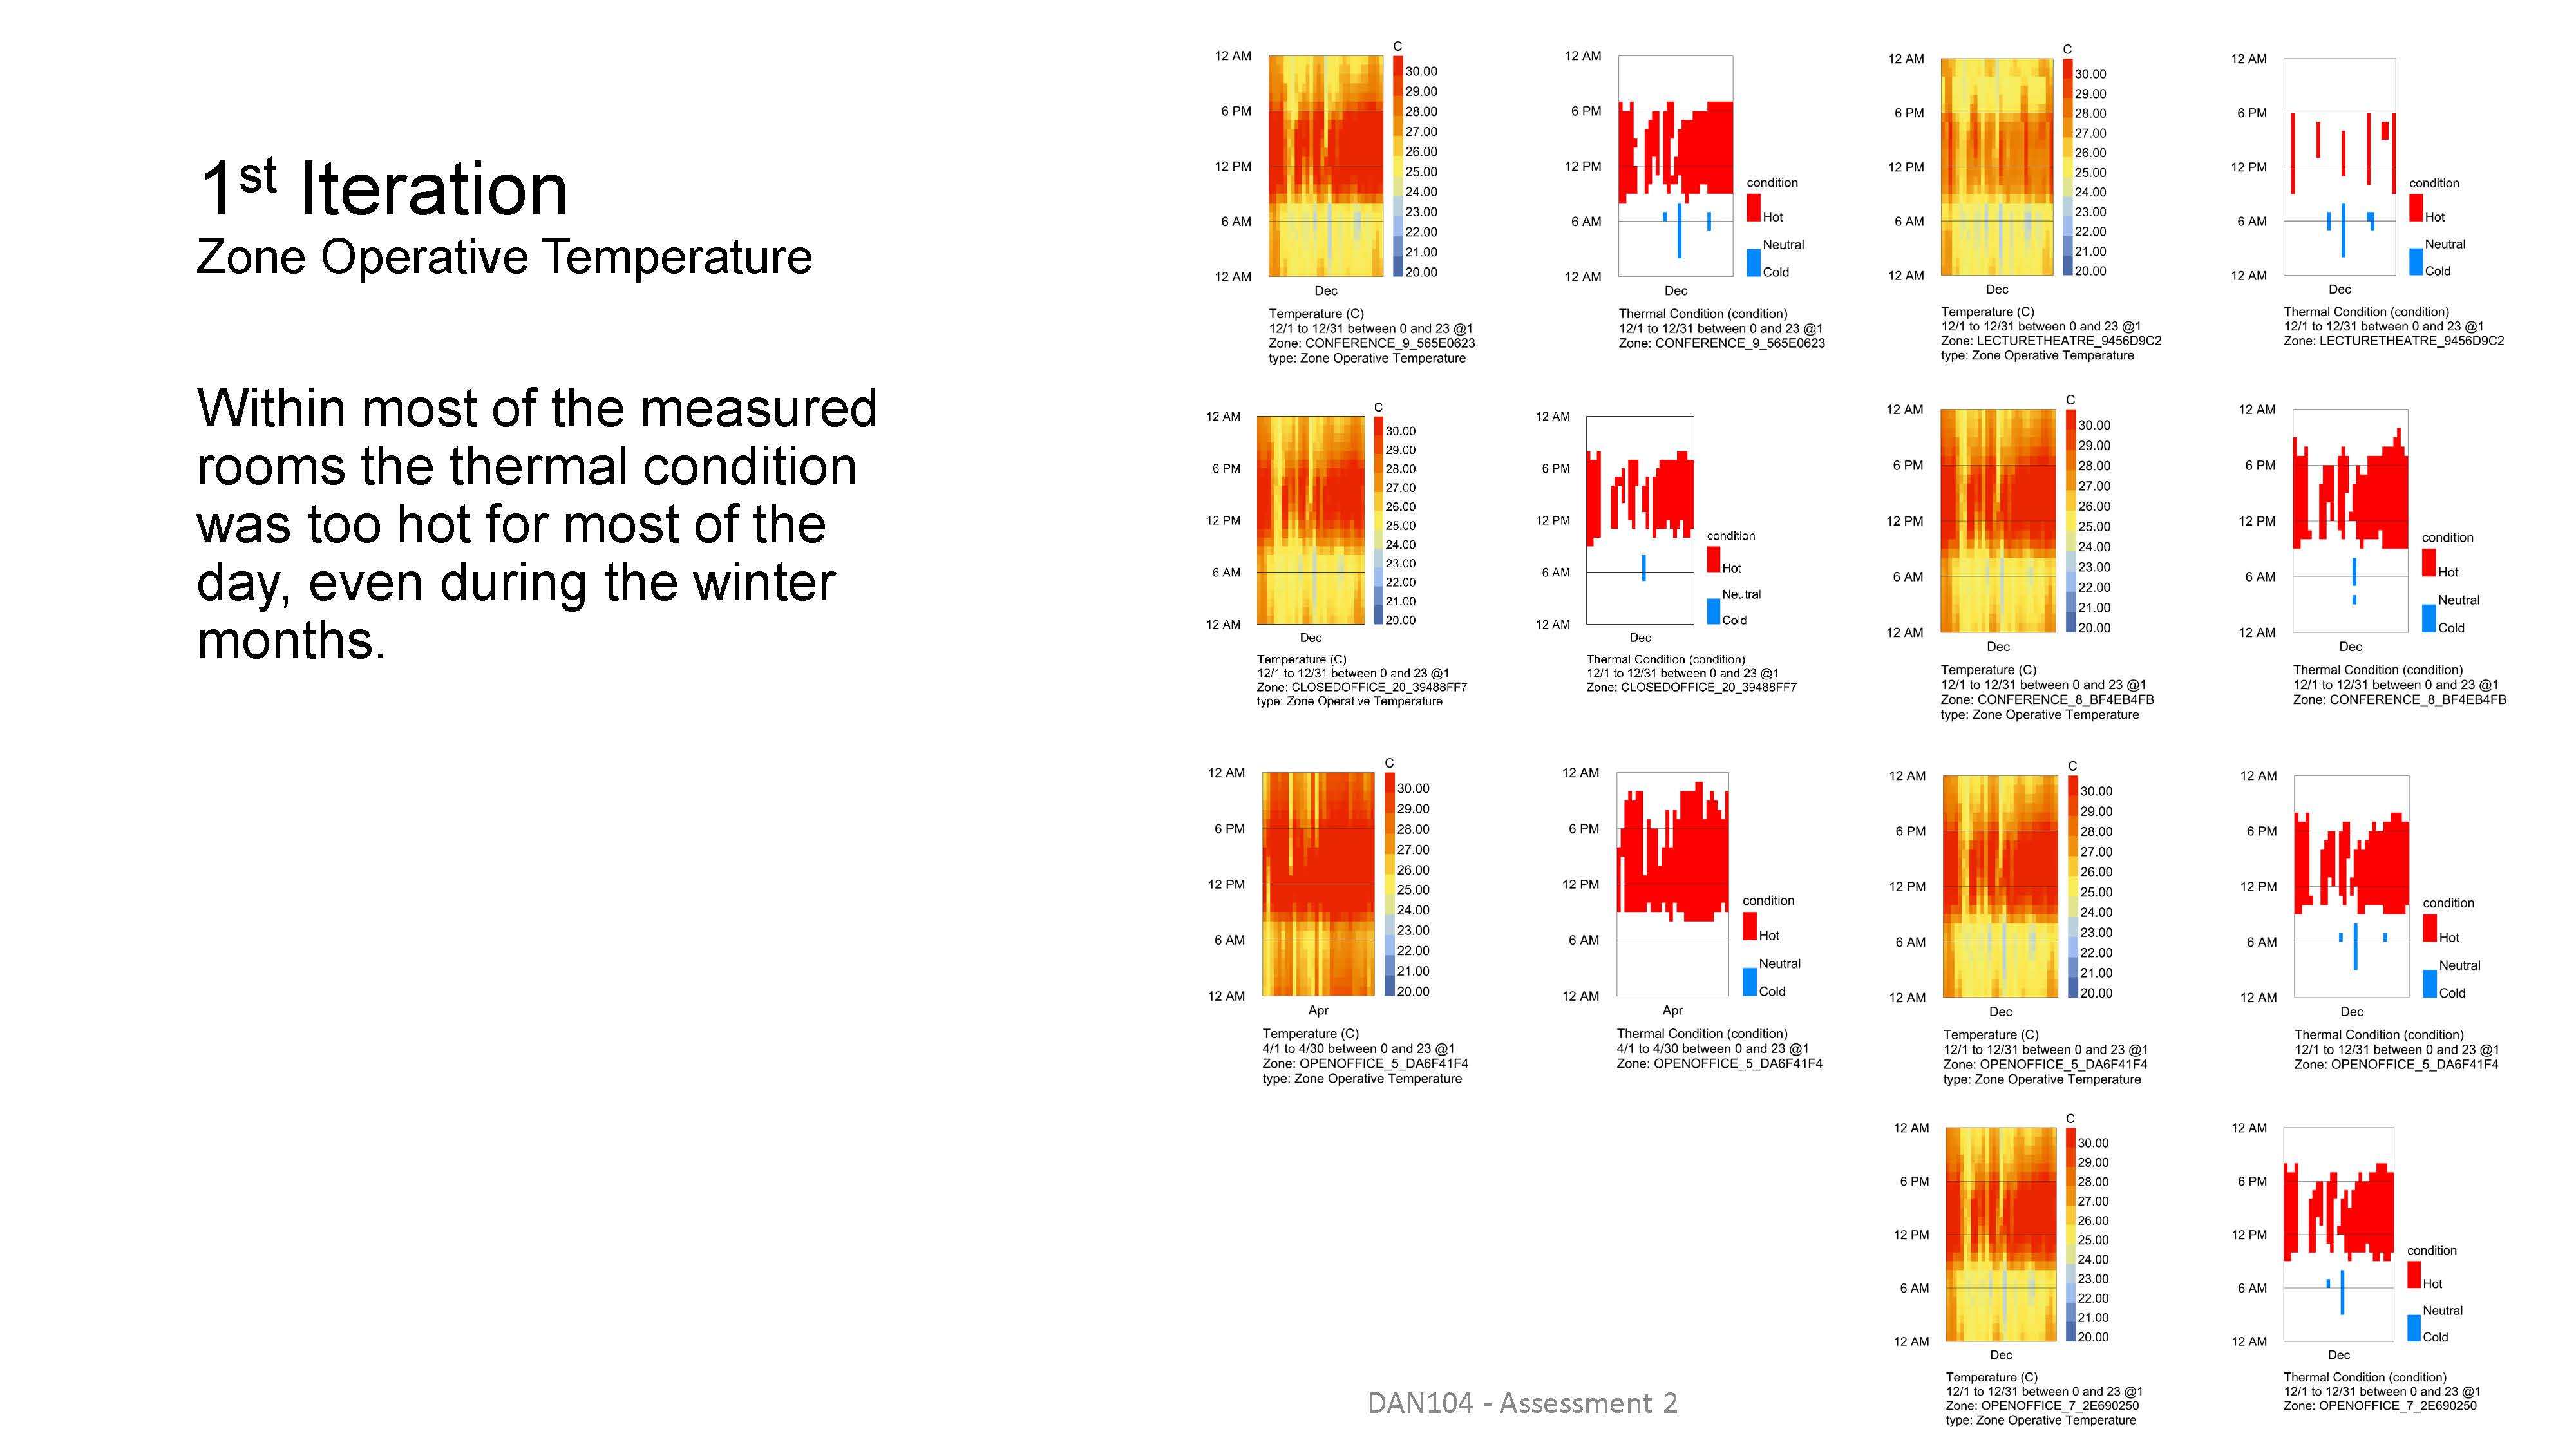 1st Iteration
Zone Operative Temperature
Within most of the measured
rooms the thermal condition
was too hot for most of the
day, even during the winter
months.
C
12 AM
6 PM
12 PM
6 AM
12 AM
30.00
29.00
28.00
27.00
26.00
25.00
24.00
23.00
22.00
21.00
20.00
Dec
Temperature (C)
12/1 to 12/31 between 0 and 23 @1
Zone: CONFERENCE_9_565E0623
type: Zone Operative Temperature
12 AM
6 PM
12 PM
6 AM
12 AM
condition
Hot
Neutral
Cold
Dec
Thermal Condition (condition)
12/1 to 12/31 between 0 and 23 @1
Zone: CONFERENCE_9_565E0623
C
12 AM
6 PM
12 PM
6 AM
12 AM
30.00
29.00
28.00
27.00
26.00
25.00
24.00
23.00
22.00
21.00
20.00
Dec
Temperature (C)
12/1 to 12/31 between 0 and 23 @1
Zone: LECTURETHEATRE_9456D9C2
type: Zone Operative Temperature
12 AM
6 PM
12 PM
6 AM
12 AM
condition
Hot
Neutral
Cold
Dec
Thermal Condition (condition)
12/1 to 12/31 between 0 and 23 @1
Zone: LECTURETHEATRE_9456D9C2
C
12 AM
6 PM
12 PM
6 AM
12 AM
30.00
29.00
28.00
27.00
26.00
25.00
24.00
23.00
22.00
21.00
20.00
Dec
Temperature (C)
12/1 to 12/31 between 0 and 23 @1
Zone: CLOSEDOFFICE_20_39488FF7
type: Zone Operative Temperature
12 AM
6 PM
12 PM
6 AM
12 AM
condition
Hot
Neutral
Cold
Dec
Thermal Condition (condition)
12/1 to 12/31 between 0 and 23 @1
Zone: CLOSEDOFFICE_20_39488FF7
C
12 AM
6 PM
12 PM
6 AM
12 AM
30.00
29.00
28.00
27.00
26.00
25.00
24.00
23.00
22.00
21.00
20.00
Dec
Temperature (C)
12/1 to 12/31 between 0 and 23 @1
Zone: CONFERENCE_8_BF4EB4FB
type: Zone Operative Temperature
12 AM
6 PM
12 PM
6 AM
12 AM
condition
Hot
Neutral
Cold
Dec
Thermal Condition (condition)
12/1 to 12/31 between 0 and 23 @1
Zone: CONFERENCE_8_BF4EB4FB
C
12 AM
6 PM
12 PM
6 AM
12 AM
30.00
29.00
28.00
27.00
26.00
25.00
24.00
23.00
22.00
21.00
20.00
Apr
Temperature (C)
4/1 to 4/30 between 0 and 23 @1
Zone: OPENOFFICE_5_DA6F41F4
type: Zone Operative Temperature
12 AM
6 PM
12 PM
6 AM
12 AM
condition
Hot
Neutral
Cold
Apr
Thermal Condition (condition)
4/1 to 4/30 between 0 and 23 @1
Zone: OPENOFFICE_5_DA6F41F4
C
12 AM
6 PM
12 PM
6 AM
12 AM
30.00
29.00
28.00
27.00
26.00
25.00
24.00
23.00
22.00
21.00
20.00
Dec
Temperature (C)
12/1 to 12/31 between 0 and 23 @1
Zone: OPENOFFICE_5_DA6F41F4
type: Zone Operative Temperature
12 AM
6 PM
12 PM
6 AM
12 AM
condition
Hot
Neutral
Cold
Dec
Thermal Condition (condition)
12/1 to 12/31 between 0 and 23 @1
Zone: OPENOFFICE_5_DA6F41F4
C
12 AM
6 PM
12 PM
6 AM
12 AM
30.00
29.00
28.00
27.00
26.00
25.00
24.00
23.00
22.00
21.00
20.00
Dec
Temperature (C)
12/1 to 12/31 between 0 and 23 @1
Zone: OPENOFFICE_7_2E690250
type: Zone Operative Temperature
12 AM
6 PM
12 PM
6 AM
12 AM
condition
Hot
Neutral
Cold
Dec
Thermal Condition (condition)
12/1 to 12/31 between 0 and 23 @1
Zone: OPENOFFICE_7_2E690250
DAN104 - Assessment 2